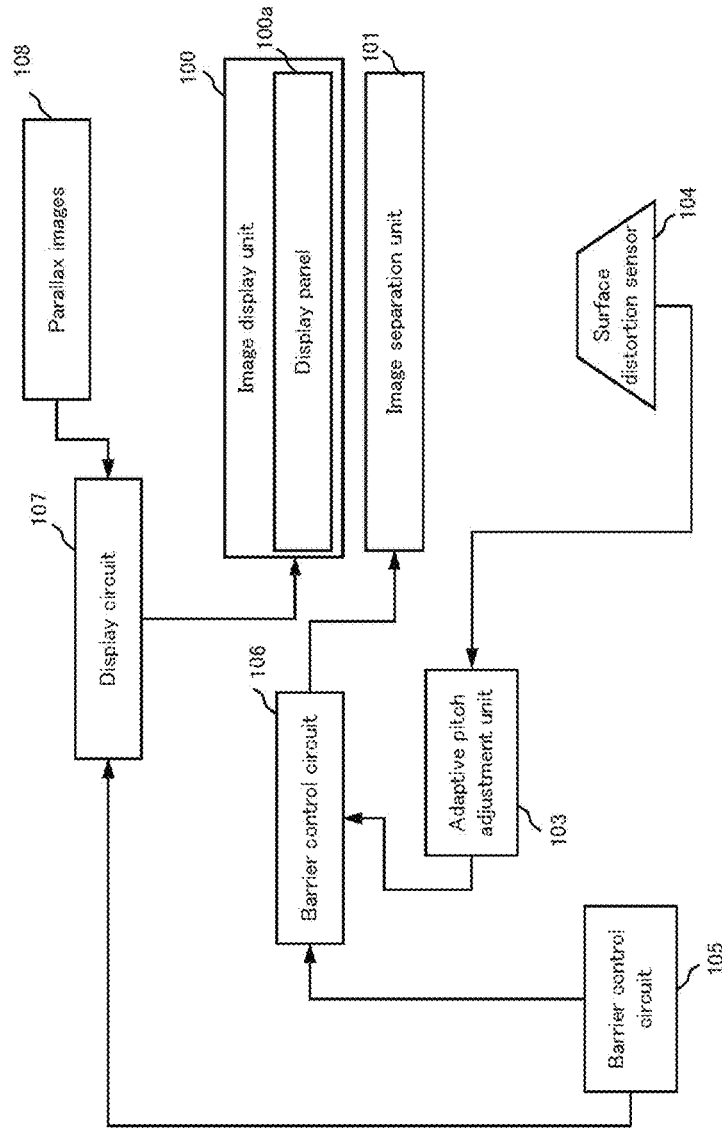 108
Parallax images
107
Display circuit
100
100a
Image display unit
Display panel
101
Image separation unit
106
Barrier control circuit
Adaptive pitch
adjustment unit
103
Surface
distortion sensor
104
Barrier control
circuit
105